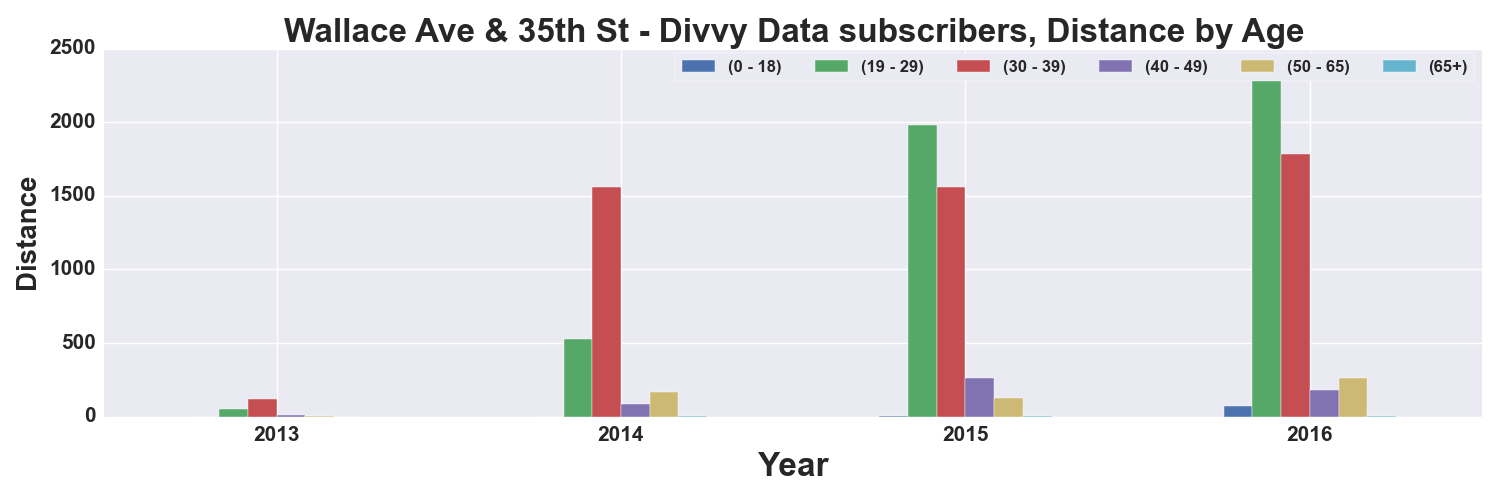 Wallace Ave & 35th St - Divvy Data subscribers, Distance by Age
2500
(0 - 18) (19 - 29) (30 - 39) (40 - 49) (50 - 65) (65+)
2000
1500
Distance
1000
500
0
2013 2014 2015 2016
Year